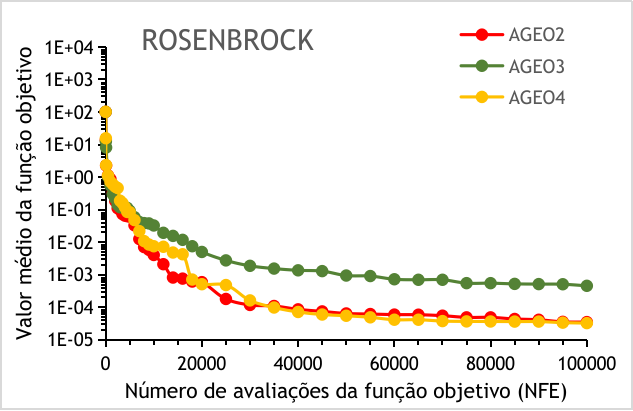 ROSENBROCK
AGEO2
AGEO3
AGEO4
Valor médio da função objetivo
1E+04
1E+03
1E+02
1E+01
1E+00
1E-01
1E-02
1E-03
1E-04
1E-05
0 20000 40000 60000 80000 100000
Número de avaliações da função objetivo (NFE)